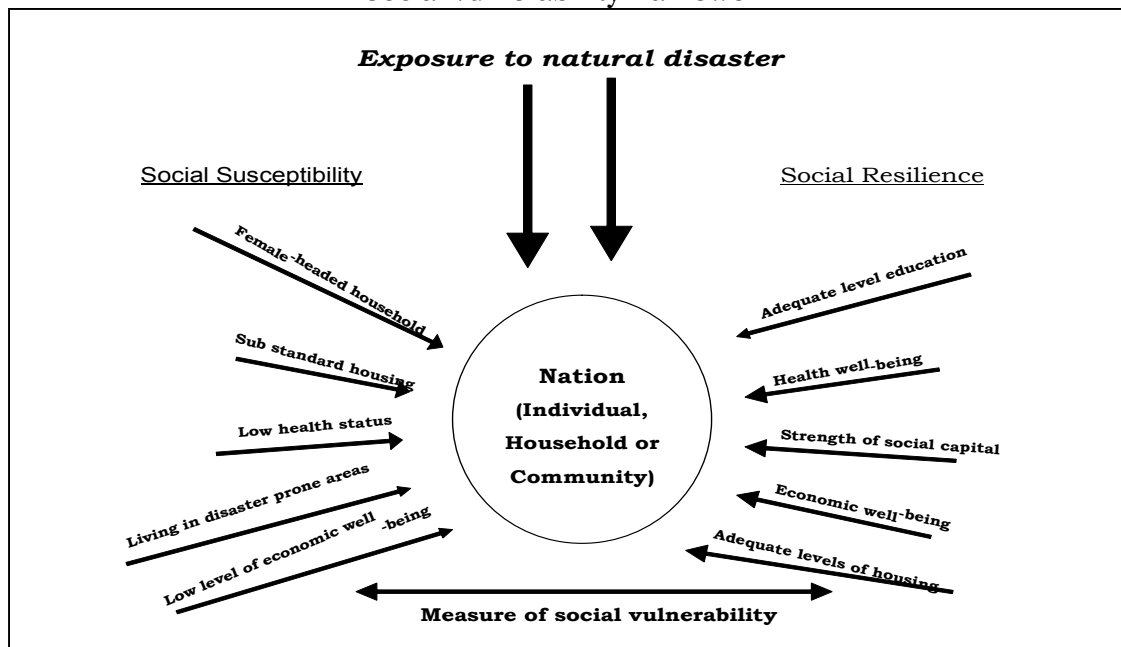 Exposure to natural disaster
Social Susceptibility
Social Resilience
Female-headed household
Sub standard housing
Low health status
Living in disaster prone areas
Low level of economic well-being
Nation
(Individual,
Household or
Community)
Adequate level education
Health well-being
Strength of social capital
Economic well-being
Adequate levels of housing
Measure of social vulnerability